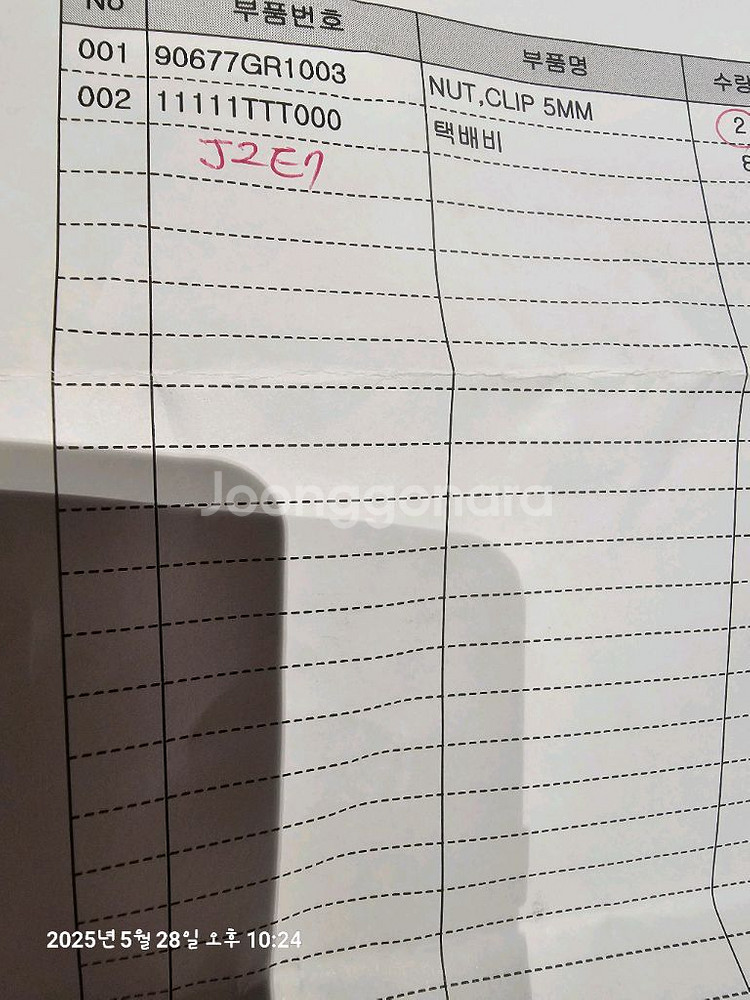 No 부품번호 부품명 수량
001 90677GR1003 NUT,CLIP 5MM 2
002 11111TTT000 택배비
J2E7
Joonggonara
2025년 5월 28일 오후 10:24